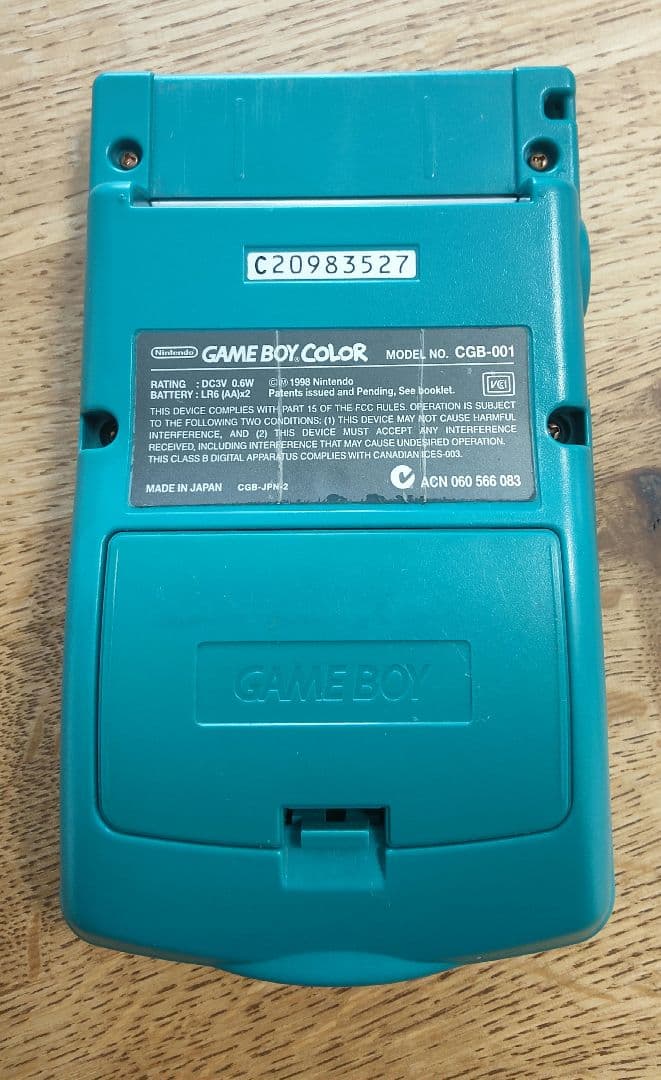 C20983527
Nintendo GAME BOY COLOR MODEL NO. CGB-001
RATING : DC3V 0.6W ©Ⓜ 1998 Nintendo
BATTERY : LR6 (AA)x2 Patents issued and Pending, See booklet. VCI
THIS DEVICE COMPLIES WITH PART 15 OF THE FCC RULES. OPERATION IS SUBJECT
TO THE FOLLOWING TWO CONDITIONS: (1) THIS DEVICE MAY NOT CAUSE HARMFUL
INTERFERENCE, AND (2) THIS DEVICE MUST ACCEPT ANY INTERFERENCE
RECEIVED, INCLUDING INTERFERENCE THAT MAY CAUSE UNDESIRED OPERATION.
THIS CLASS B DIGITAL APPARATUS COMPLIES WITH CANADIAN ICES-003.
MADE IN JAPAN CGB-JPN-2 ACN 060 566 083
GAME BOY